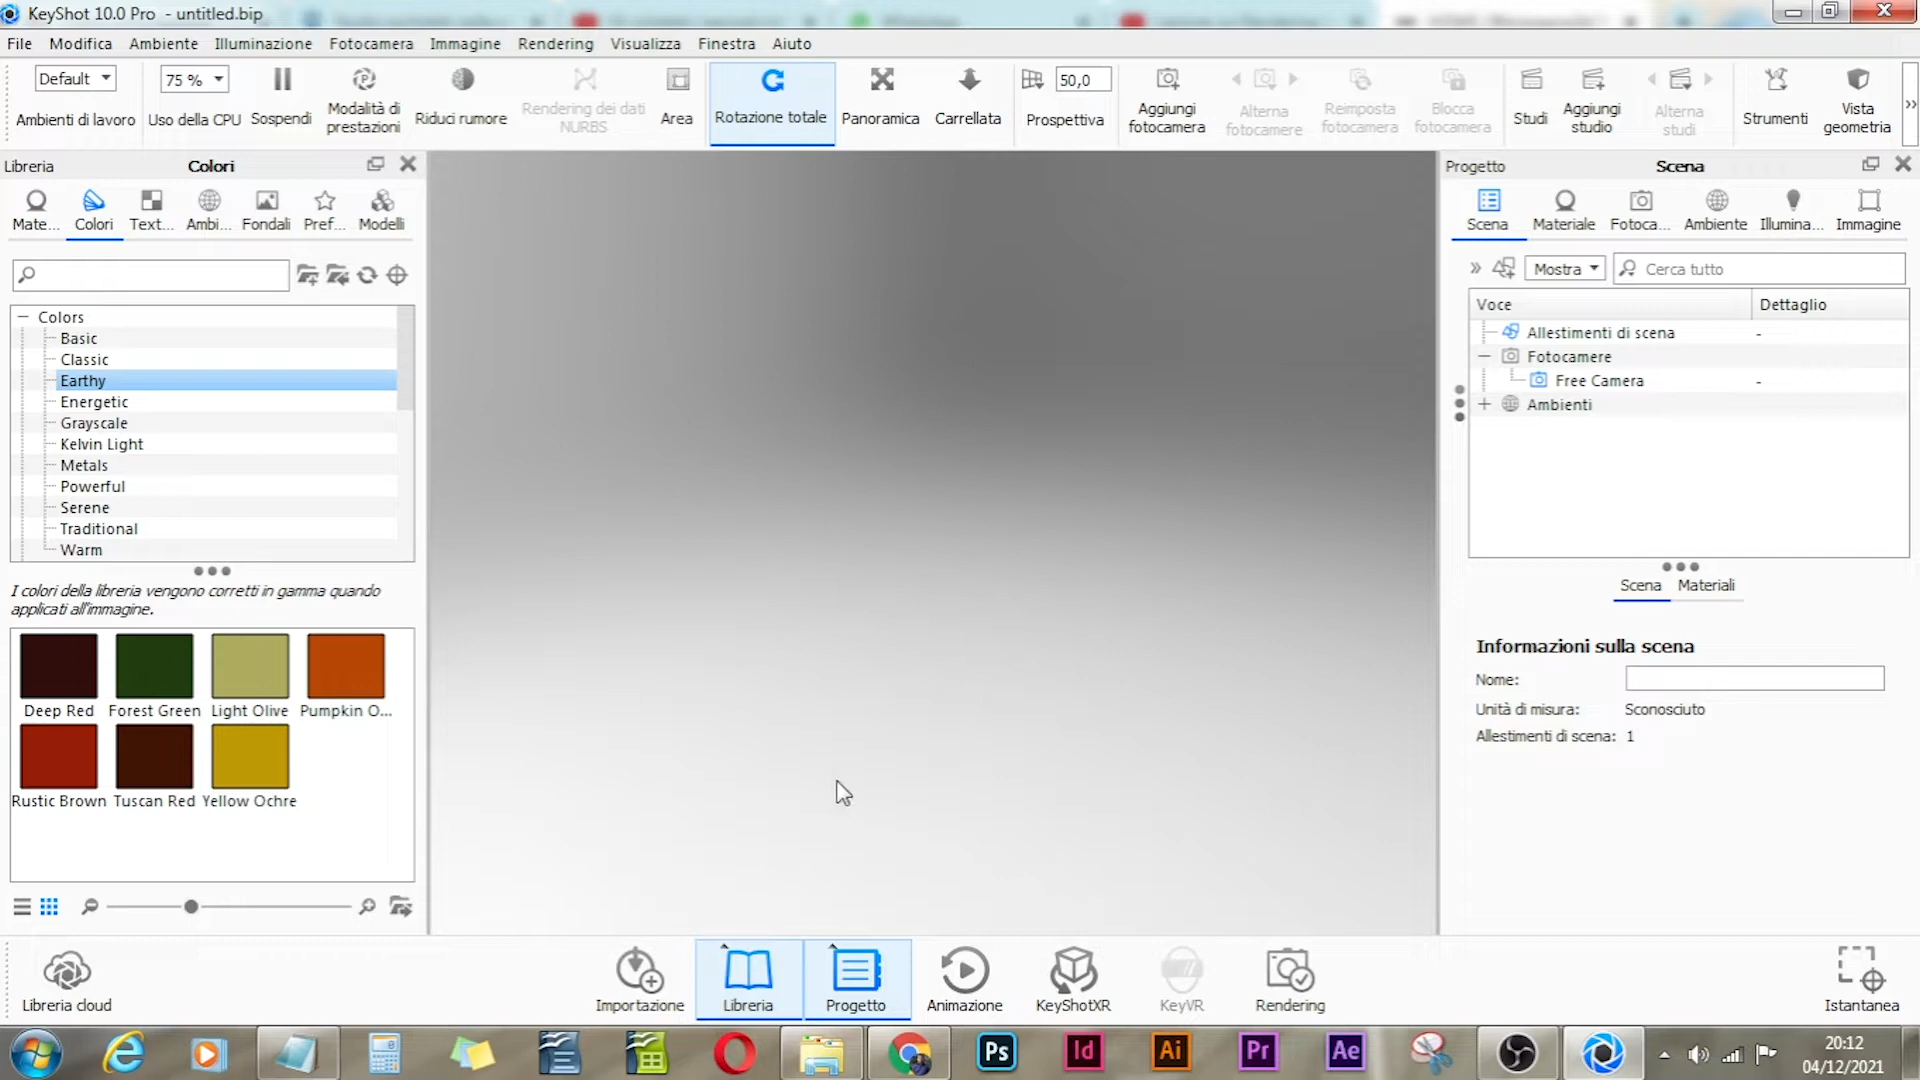 KeyShot 10.0 Pro - untitled.bip
File Modifica Ambiente Illuminazione Fotocamera Immagine Rendering Visualizza Finestra Aiuto
Default
Ambienti di lavoro
75 %
Uso della CPU
Sospendi
Modalità di
prestazioni
Riduci rumore
Rendering dei dati
NURBS
Area
Rotazione totale
Panoramica
Carrellata
50,0
Prospettiva
Aggiungi
fotocamera
Alterna
fotocamere
Reimposta
fotocamera
Blocca
fotocamera
Studi
Aggiungi
studio
Alterna
studi
Strumenti
Vista
geometria
Libreria
Colori
Mate... Colori Text... Ambi... Fondali Pref... Modelli
Colors
Basic
Classic
Earthy
Energetic
Grayscale
Kelvin Light
Metals
Powerful
Serene
Traditional
Warm
I colori della libreria vengono corretti in gamma quando
applicati all'immagine.
Deep Red Forest Green Light Olive Pumpkin O...
Rustic Brown Tuscan Red Yellow Ochre
Progetto
Scena
Scena Materiale Fotoca... Ambiente Illumina... Immagine
Mostra
Cerca tutto
Voce Dettaglio
Allestimenti di scena -
Fotocamere
Free Camera -
Ambienti
Scena Materiali
Informazioni sulla scena
Nome:
Unità di misura: Sconosciuto
Allestimenti di scena: 1
Libreria cloud
Importazione
Libreria
Progetto
Animazione
KeyShotXR
KeyVR
Rendering
Istantanea
Ps
Id
Ai
Pr
Ae
20:12
04/12/2021